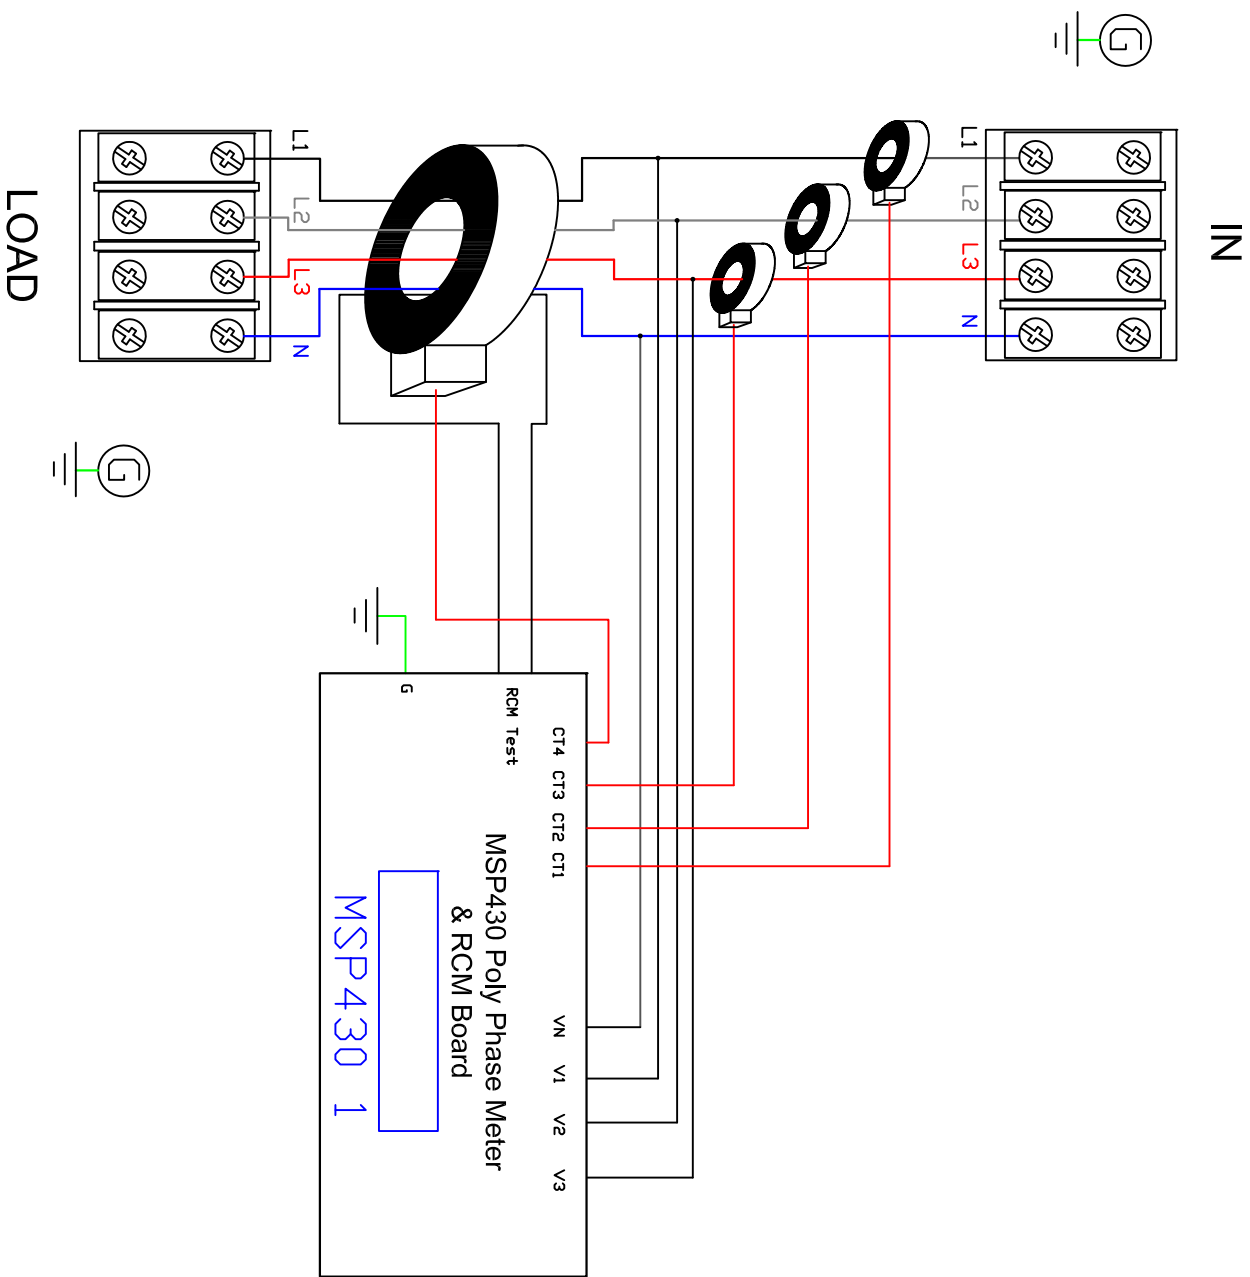 IN
G
L1
L2
L3
N
L1
L2
L3
N
LOAD
G
G
RCM Test
CT4
CT3
CT2
CT1
VN
V1
V2
V3
MSP430 Poly Phase Meter
& RCM Board
MSP430 1